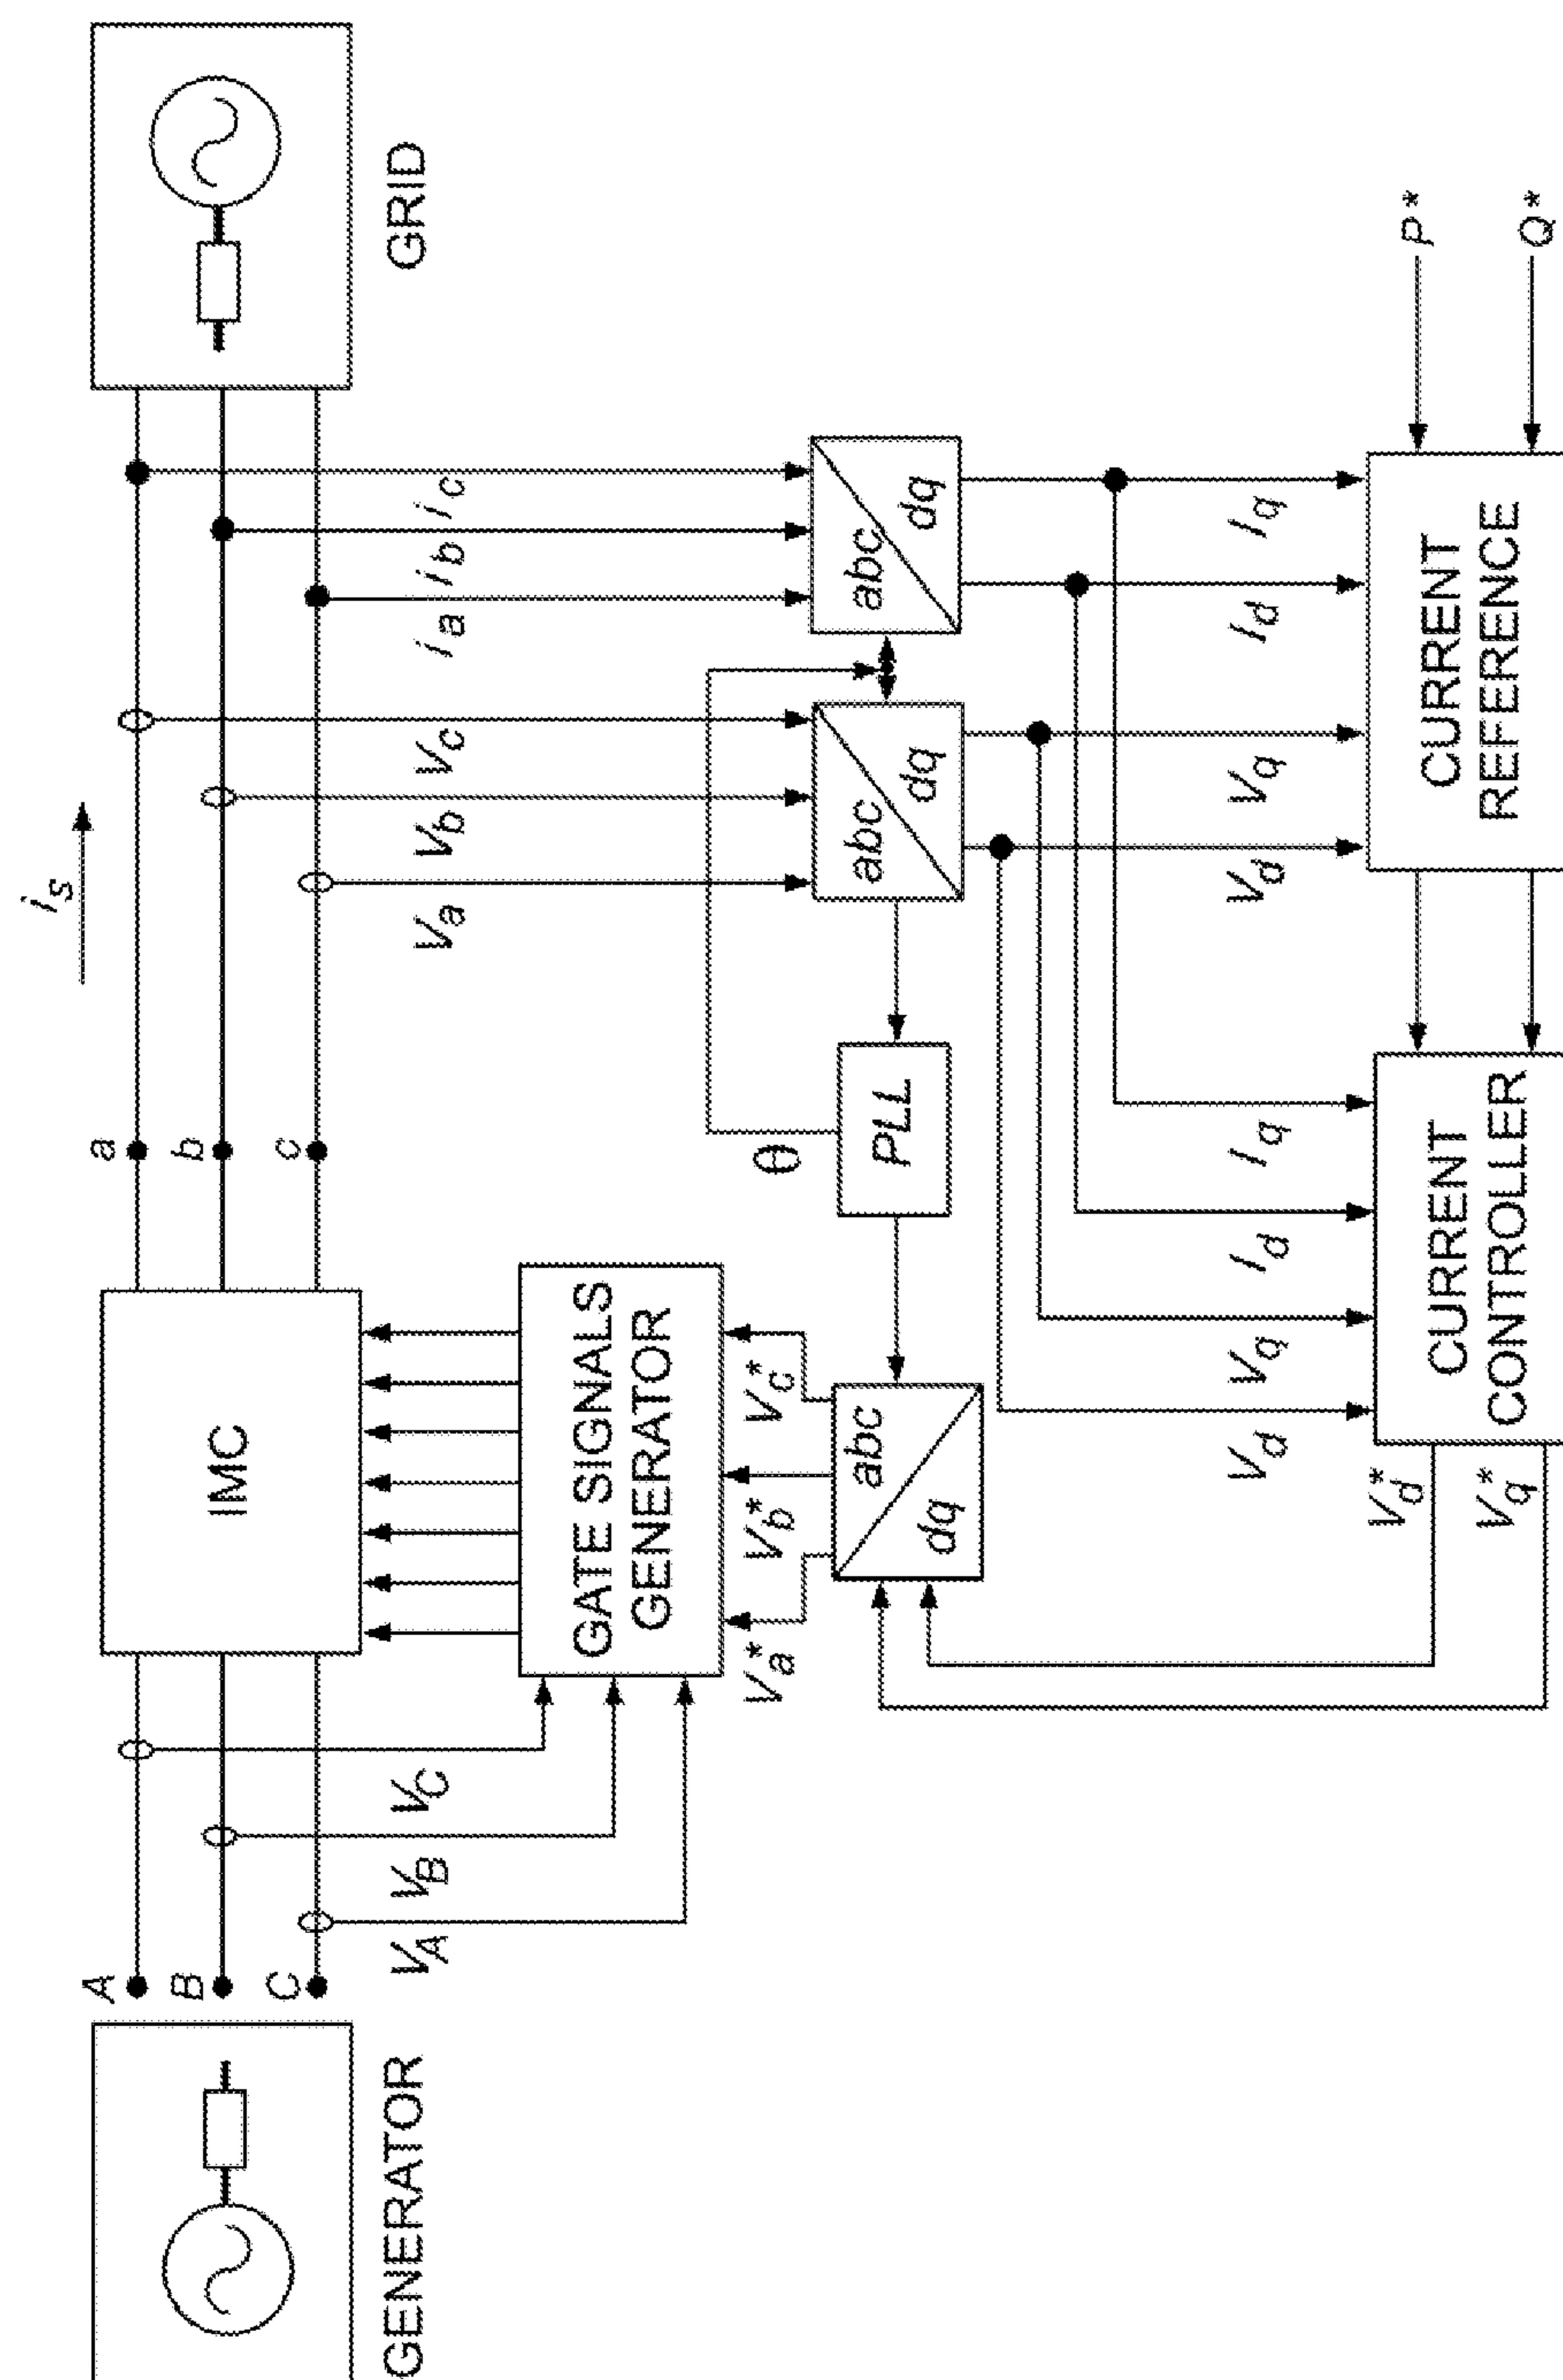 i_s
A
B
C
a
b
c
IMC
GENERATOR
GRID
V_A
V_B
V_C
V_a
V_b
V_c
i_a
i_b
i_c
GATE SIGNALS
GENERATOR
V_a*
V_b*
V_c*
θ
abc
dq
PLL
abc
dq
abc
dq
V_d
V_q
I_d
I_q
V_d
V_q
I_d
I_q
V_d*
V_q*
CURRENT
CONTROLLER
CURRENT
REFERENCE
P*
Q*